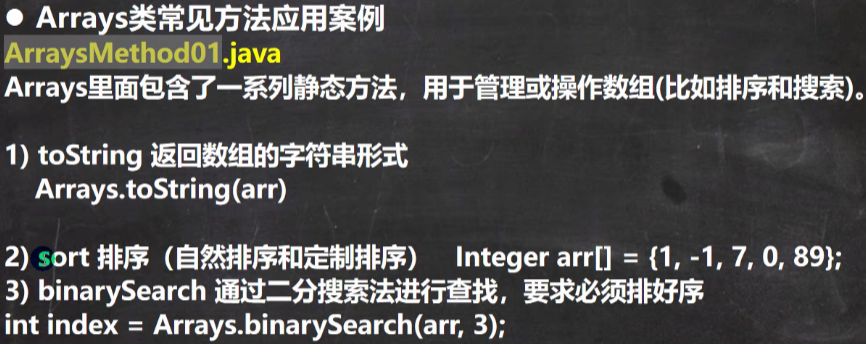 ● Arrays类常见方法应用案例
ArraysMethod01.java
Arrays里面包含了一系列静态方法，用于管理或操作数组(比如排序和搜索)。
1) toString 返回数组的字符串形式
Arrays.toString(arr)
2) sort 排序（自然排序和定制排序） Integer arr[] = {1, -1, 7, 0, 89};
3) binarySearch 通过二分搜索法进行查找，要求必须排好序
int index = Arrays.binarySearch(arr, 3);